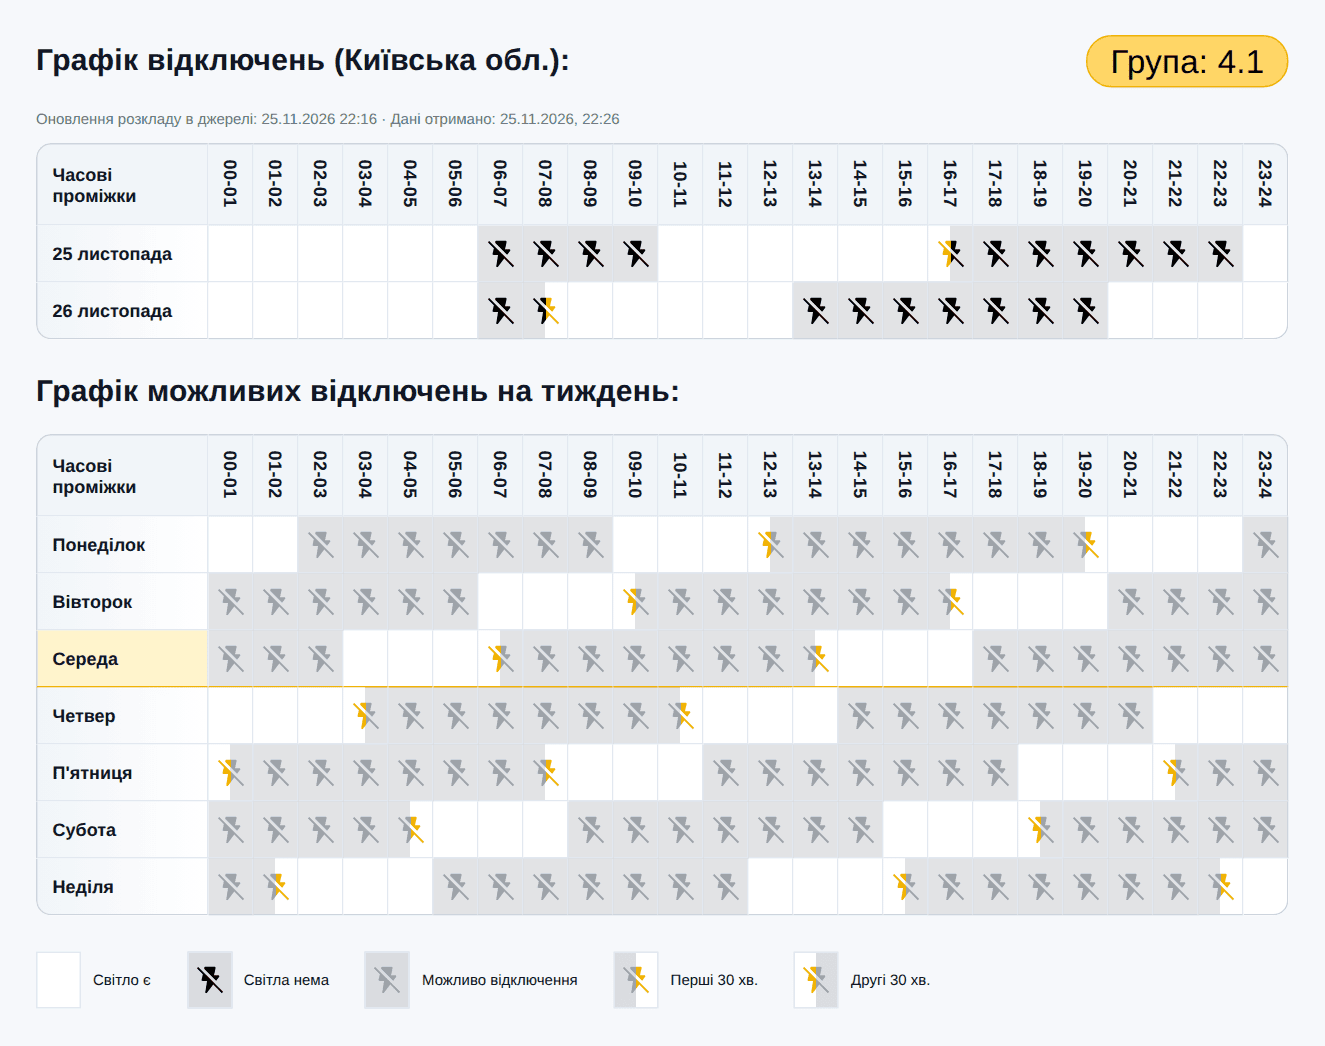 Графік відключень (Київська обл.):
Група: 4.1
Оновлення розкладу в джерелі: 25.11.2026 22:16 · Дані отримано: 25.11.2026, 22:26
Часові проміжки 00-01 01-02 02-03 03-04 04-05 05-06 06-07 07-08 08-09 09-10 10-11 11-12 12-13 13-14 14-15 15-16 16-17 17-18 18-19 19-20 20-21 21-22 22-23 23-24
25 листопада
26 листопада
Графік можливих відключень на тиждень:
Часові проміжки 00-01 01-02 02-03 03-04 04-05 05-06 06-07 07-08 08-09 09-10 10-11 11-12 12-13 13-14 14-15 15-16 16-17 17-18 18-19 19-20 20-21 21-22 22-23 23-24
Понеділок
Вівторок
Середа
Четвер
П'ятниця
Субота
Неділя
Світло є Світла нема Можливо відключення Перші 30 хв. Другі 30 хв.